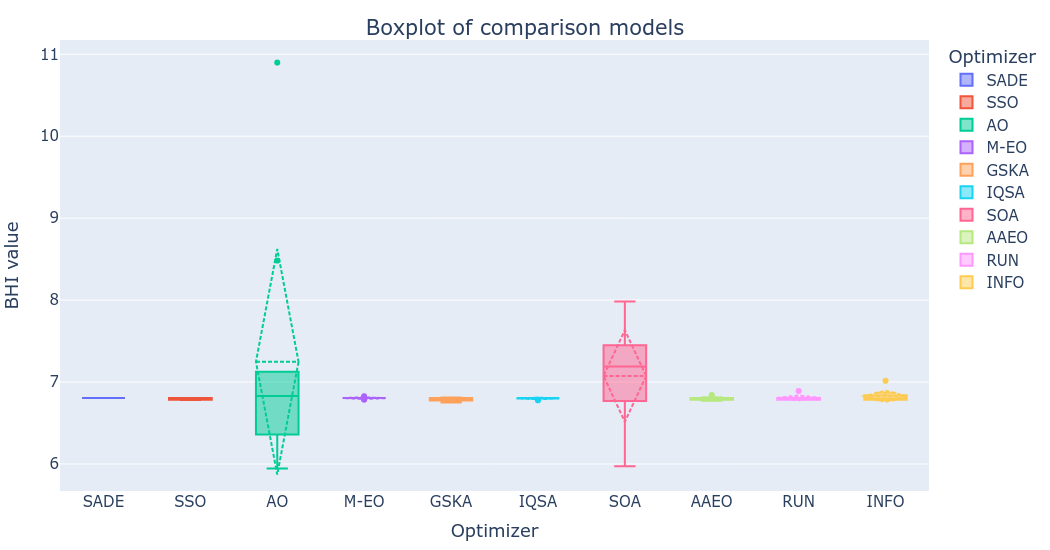 Boxplot of comparison models
BHI value
11
10
9
8
7
6
SADE SSO AO M-EO GSKA IQSA SOA AAEO RUN INFO
Optimizer
Optimizer
SADE
SSO
AO
M-EO
GSKA
IQSA
SOA
AAEO
RUN
INFO